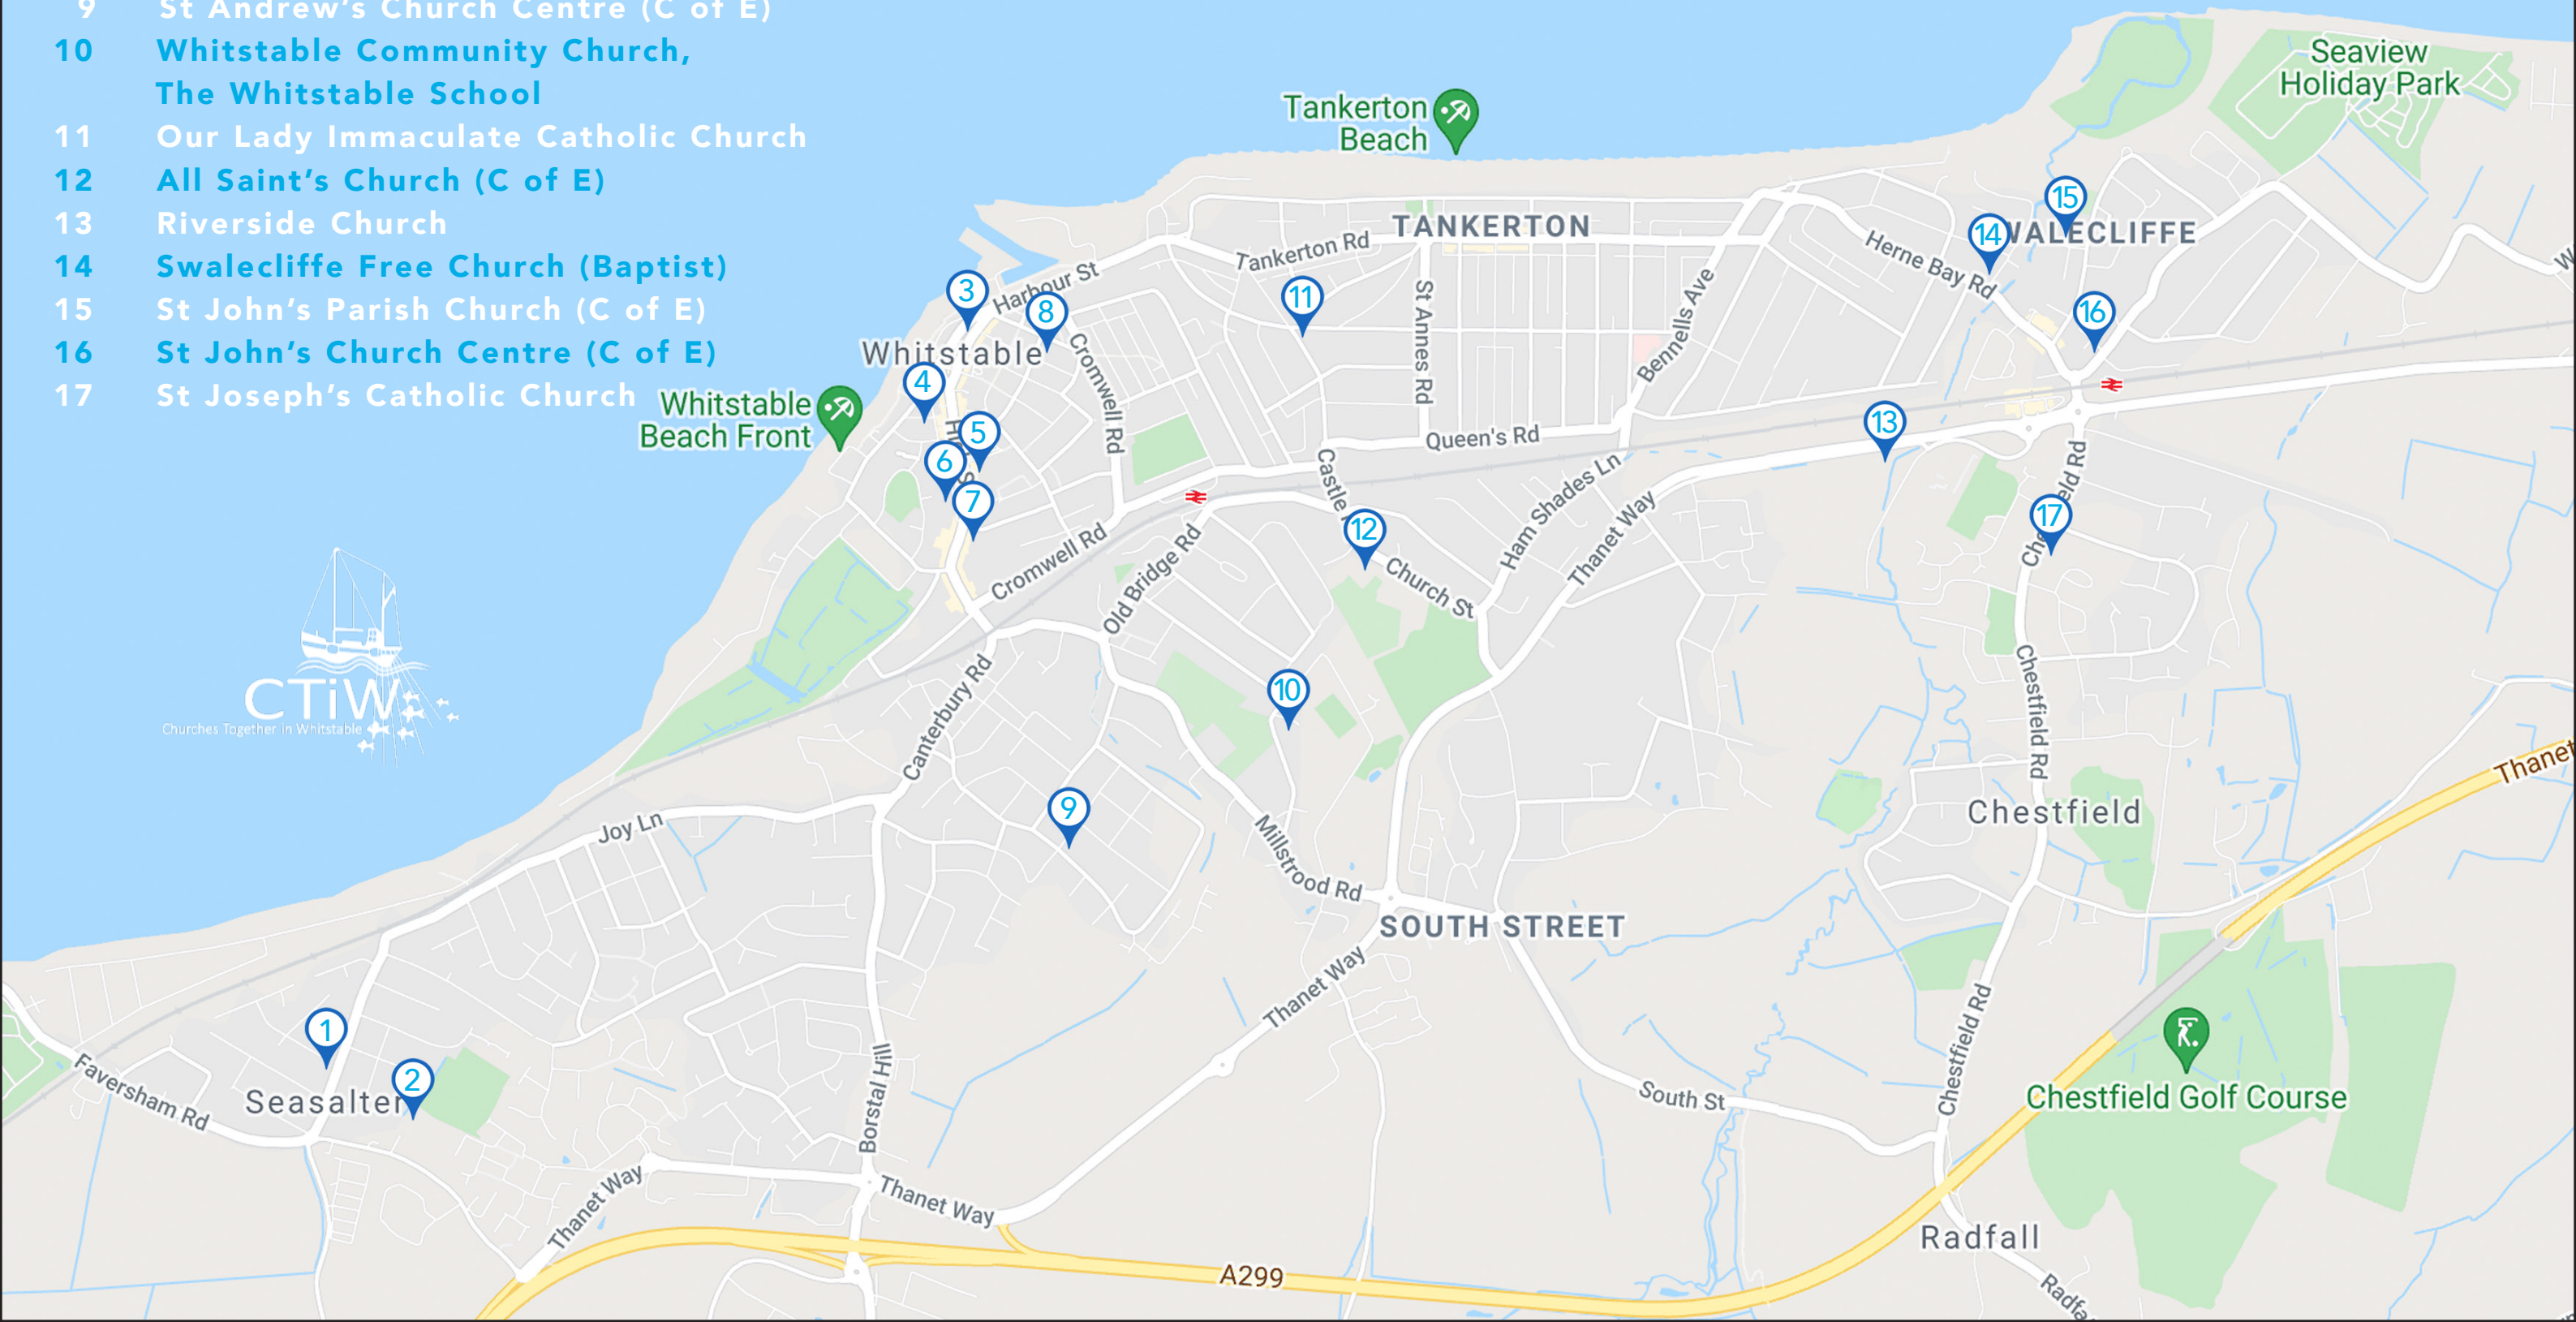 9 St Andrew's Church Centre (C of E)
10 Whitstable Community Church,
The Whitstable School
11 Our Lady Immaculate Catholic Church
12 All Saint's Church (C of E)
13 Riverside Church
14 Swalecliffe Free Church (Baptist)
15 St John's Parish Church (C of E)
16 St John's Church Centre (C of E)
17 St Joseph's Catholic Church
Seaview
Holiday Park
Tankerton
Beach
TANKERTON
Tankerton Rd
15
14
WALECLIFFE
Herne Bay Rd
Harbour St
3
8
11
16
St Annes Rd
Bennells Ave
Whitstable
Cromwell Rd
4
Whitstable
Beach Front
5
6
7
13
Queen's Rd
Castle
Ham Shades Ln
Thanet Way
12
Church St
17
Chestfield Rd
Cromwell Rd
Old Bridge Rd
Canterbury Rd
10
Chestfield Rd
CTiW
Churches Together in Whitstable
9
Joy Ln
Millstrood Rd
Thanet
Chestfield
SOUTH STREET
Thanet Way
1
2
Seasalter
Faversham Rd
Borstal Hill
South St
Chestfield Rd
Chestfield Golf Course
Thanet Way
Thanet Way
Radfall
A299
Radfa